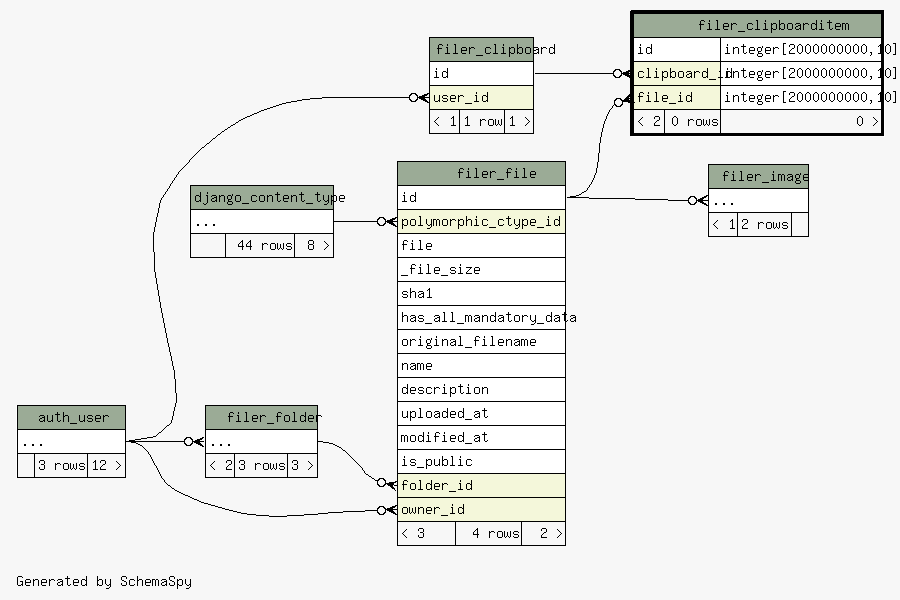 filer_clipboarditem
id integer[2000000000,10]
clipboard_id integer[2000000000,10]
file_id integer[2000000000,10]
< 2 0 rows 0 >
filer_clipboard
id
user_id
< 1 1 row 1 >
filer_file
id
polymorphic_ctype_id
file
_file_size
sha1
has_all_mandatory_data
original_filename
name
description
uploaded_at
modified_at
is_public
folder_id
owner_id
< 3 4 rows 2 >
filer_image
...
< 1 2 rows
django_content_type
...
44 rows 8 >
auth_user
...
3 rows 12 >
filer_folder
...
< 2 3 rows 3 >
Generated by SchemaSpy